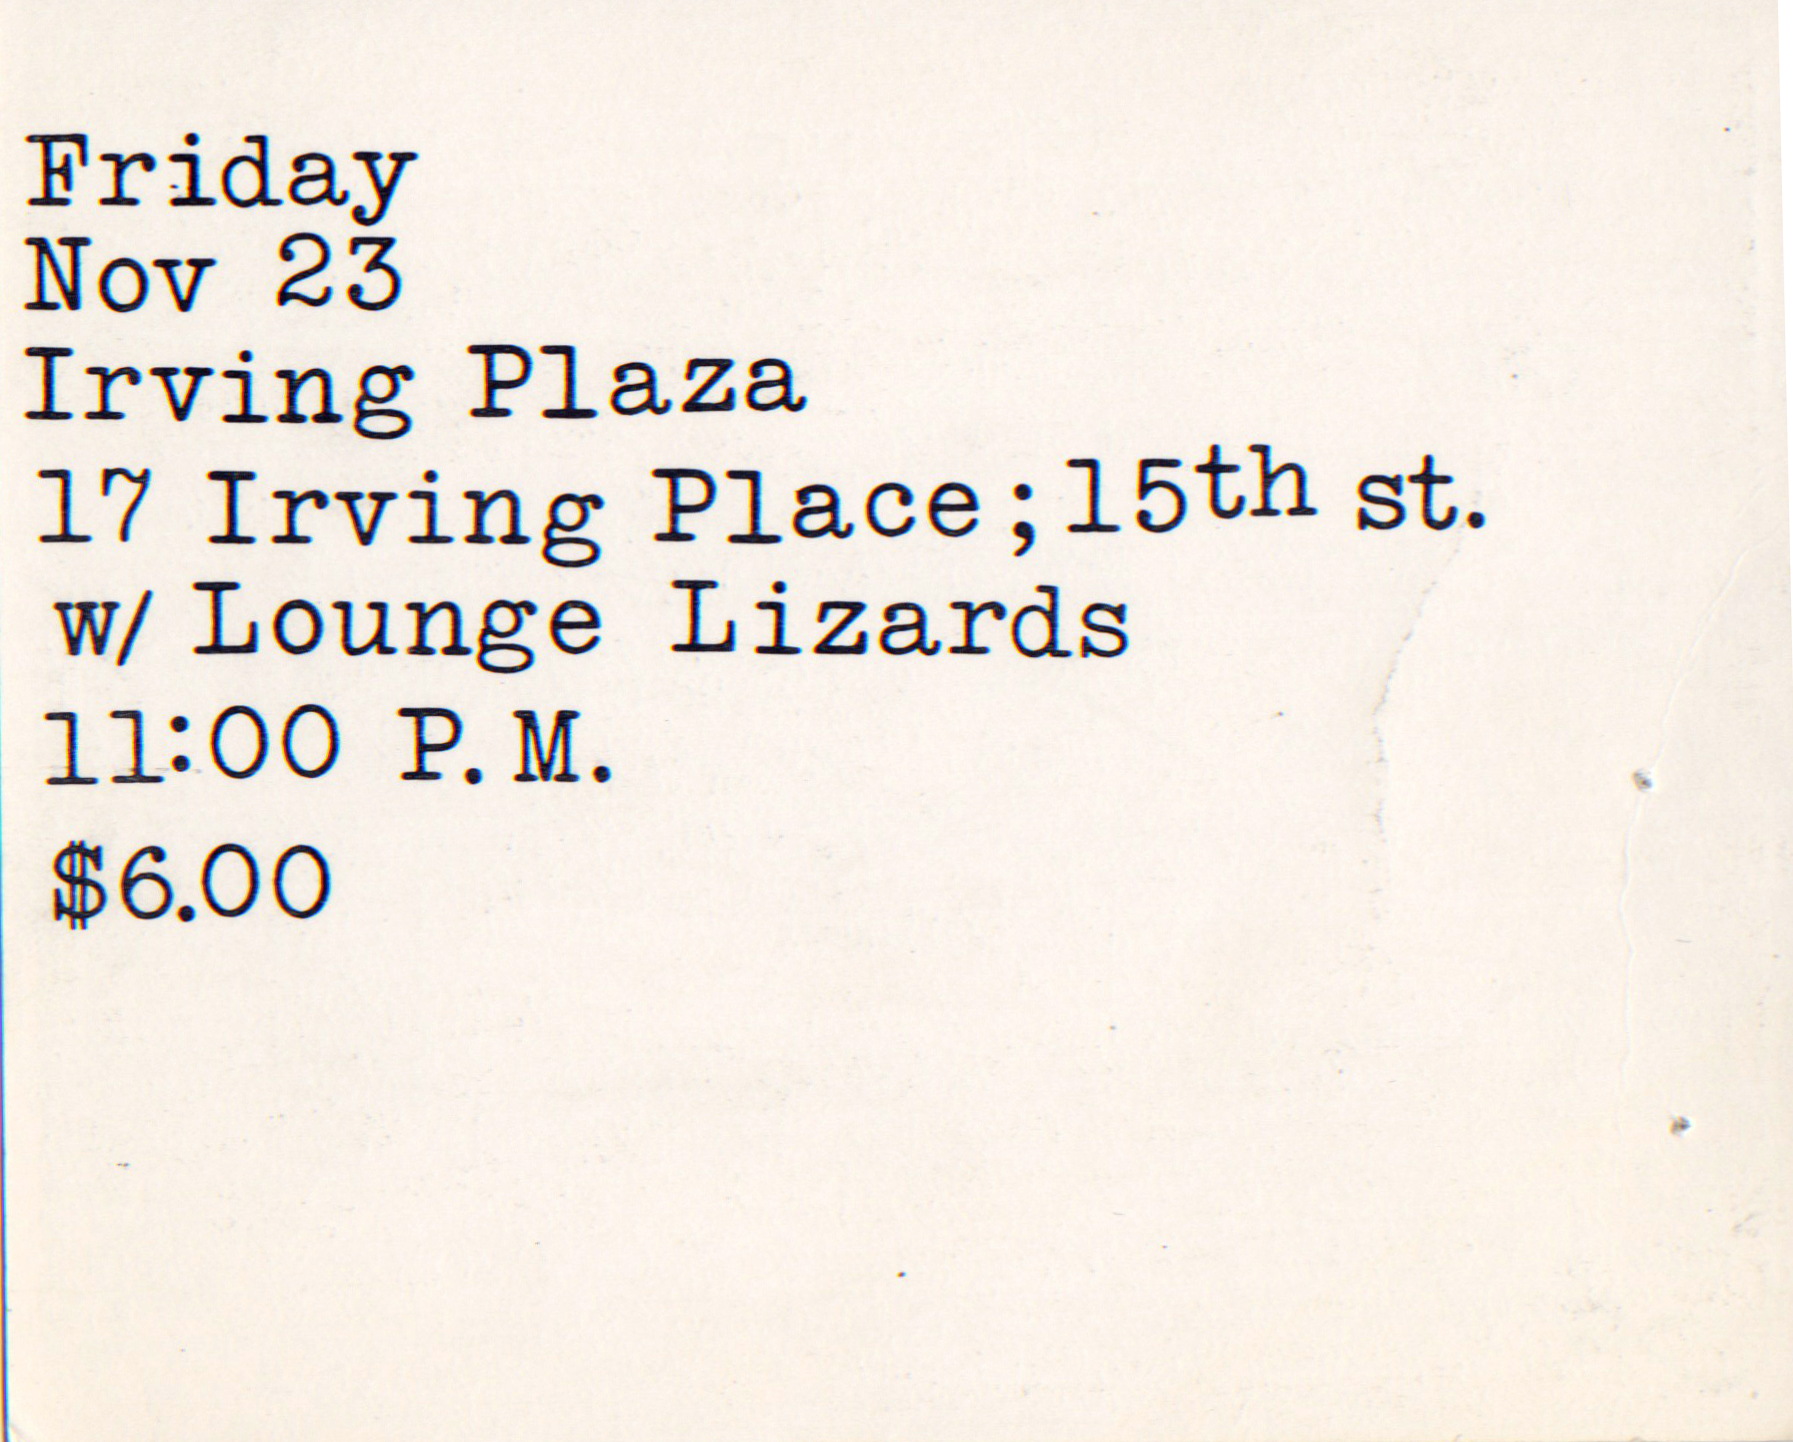 Friday
Nov 23
Irving Plaza
17 Irving Place;15th st.
w/ Lounge Lizards
11:00 P.M.
$6.00